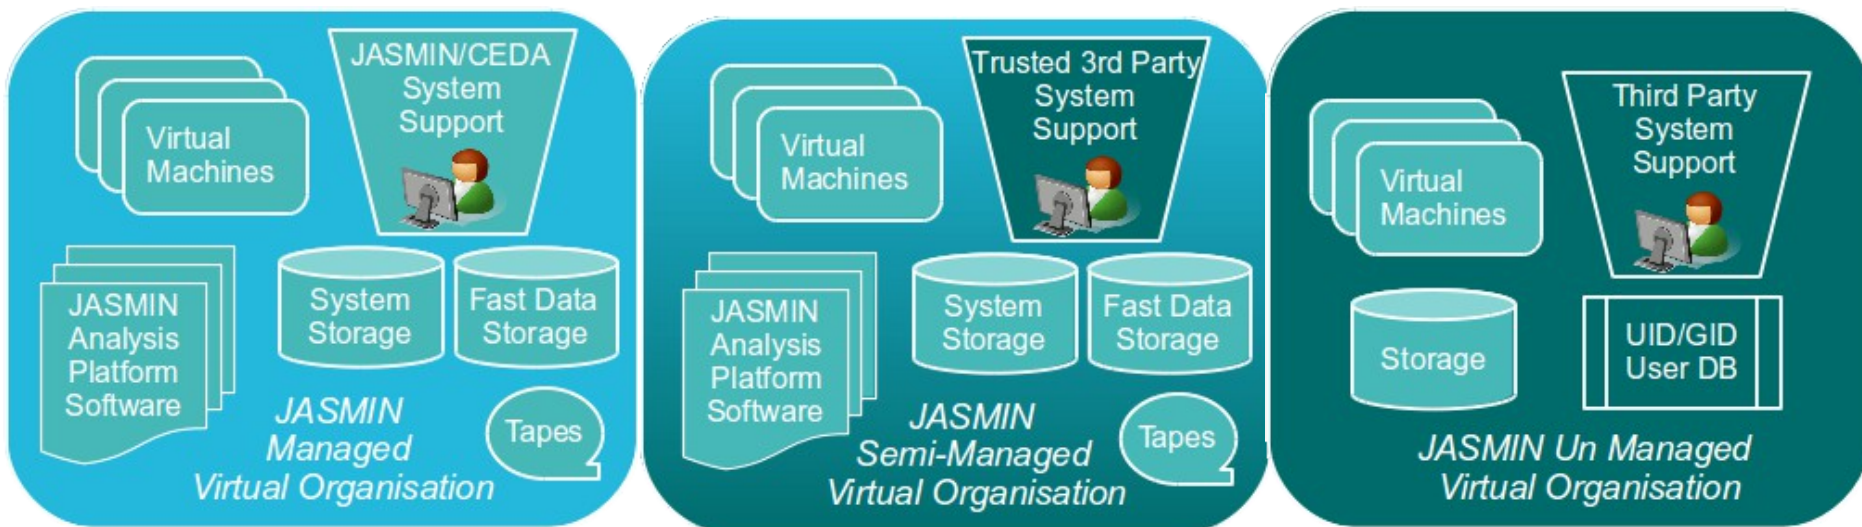 JASMIN/CEDA
System
Support
Virtual
Machines
JASMIN
Analysis
Platform
Software
System
Storage
Fast Data
Storage
Tapes
JASMIN
Managed
Virtual Organisation
Trusted 3rd Party
System
Support
Virtual
Machines
JASMIN
Analysis
Platform
Software
System
Storage
Fast Data
Storage
Tapes
JASMIN
Semi-Managed
Virtual Organisation
Third Party
System
Support
Virtual
Machines
Storage
UID/GID
User DB
JASMIN Un Managed
Virtual Organisation